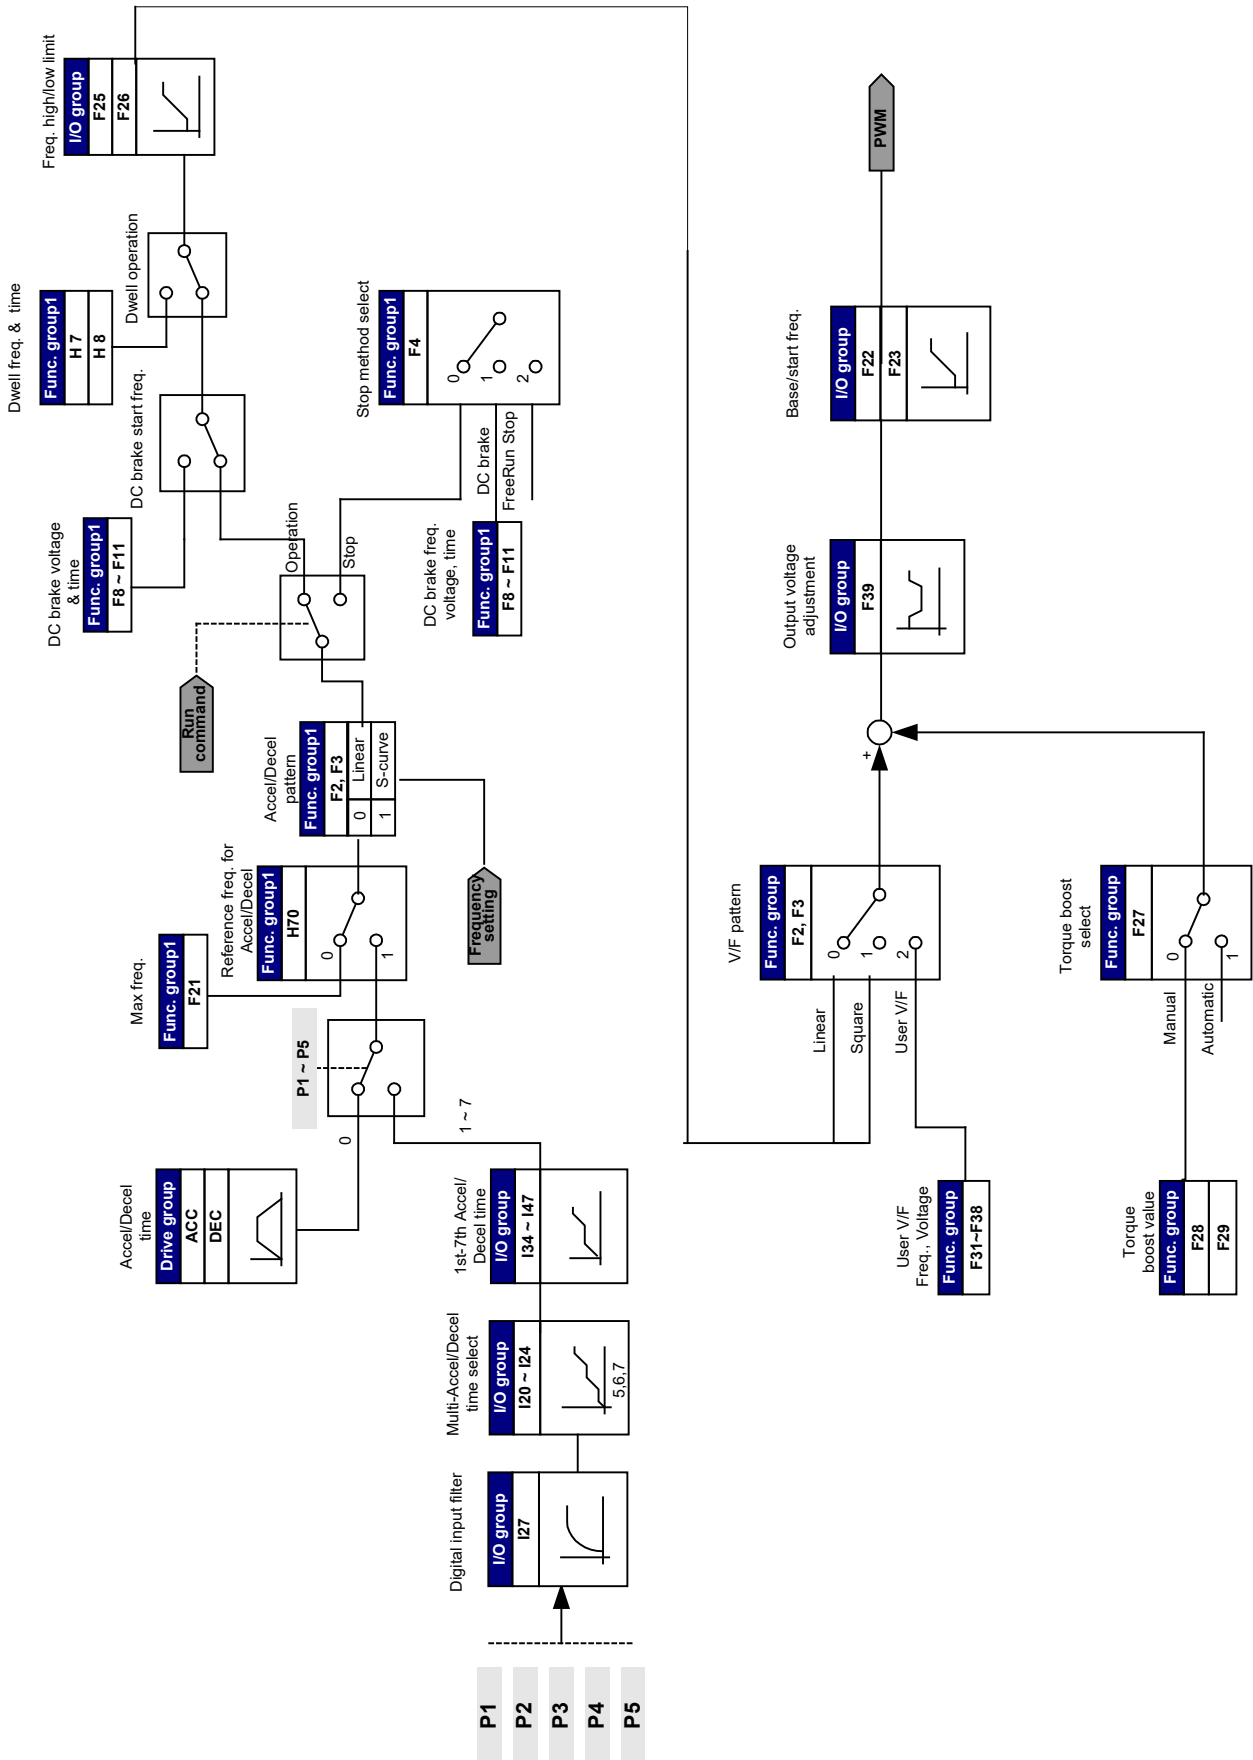 P1
P2
P3
P4
P5
Digital input filter
I/O group
I27
Multi-Accel/Decel
time select
I/O group
I20 ~ I24
5,6,7
1st-7th Accel/
Decel time
I/O group
I34 ~ I47
Accel/Decel
time
Drive group
ACC
DEC
0
1 ~ 7
P1 ~ P5
Max freq.
Func. group1
F21
Reference freq. for
Accel/Decel
Func. group1
H70
0
1
Accel/Decel
pattern
Func. group1
F2, F3
0
Linear
1
S-curve
Frequency
setting
Run
command
Operation
Stop
DC brake voltage
& time
Func. group1
F8 ~ F11
DC brake start freq.
DC brake freq.
voltage, time
Func. group1
F8 ~ F11
DC brake
FreeRun Stop
Stop method select
Func. group1
F4
0
1
2
Dwell freq. & time
Func. group1
H 7
H 8
Dwell operation
Freq. high/low limit
I/O group
F25
F26
User V/F
Freq., Voltage
Func. group
F31~F38
Linear
Square
User V/F
V/F pattern
Func. group
F2, F3
0
1
2
Torque
boost value
Func. group
F28
F29
Manual
Automatic
Torque boost
select
Func. group
F27
0
1
+
Output voltage
adjustment
I/O group
F39
Base/start freq.
I/O group
F22
F23
PWM